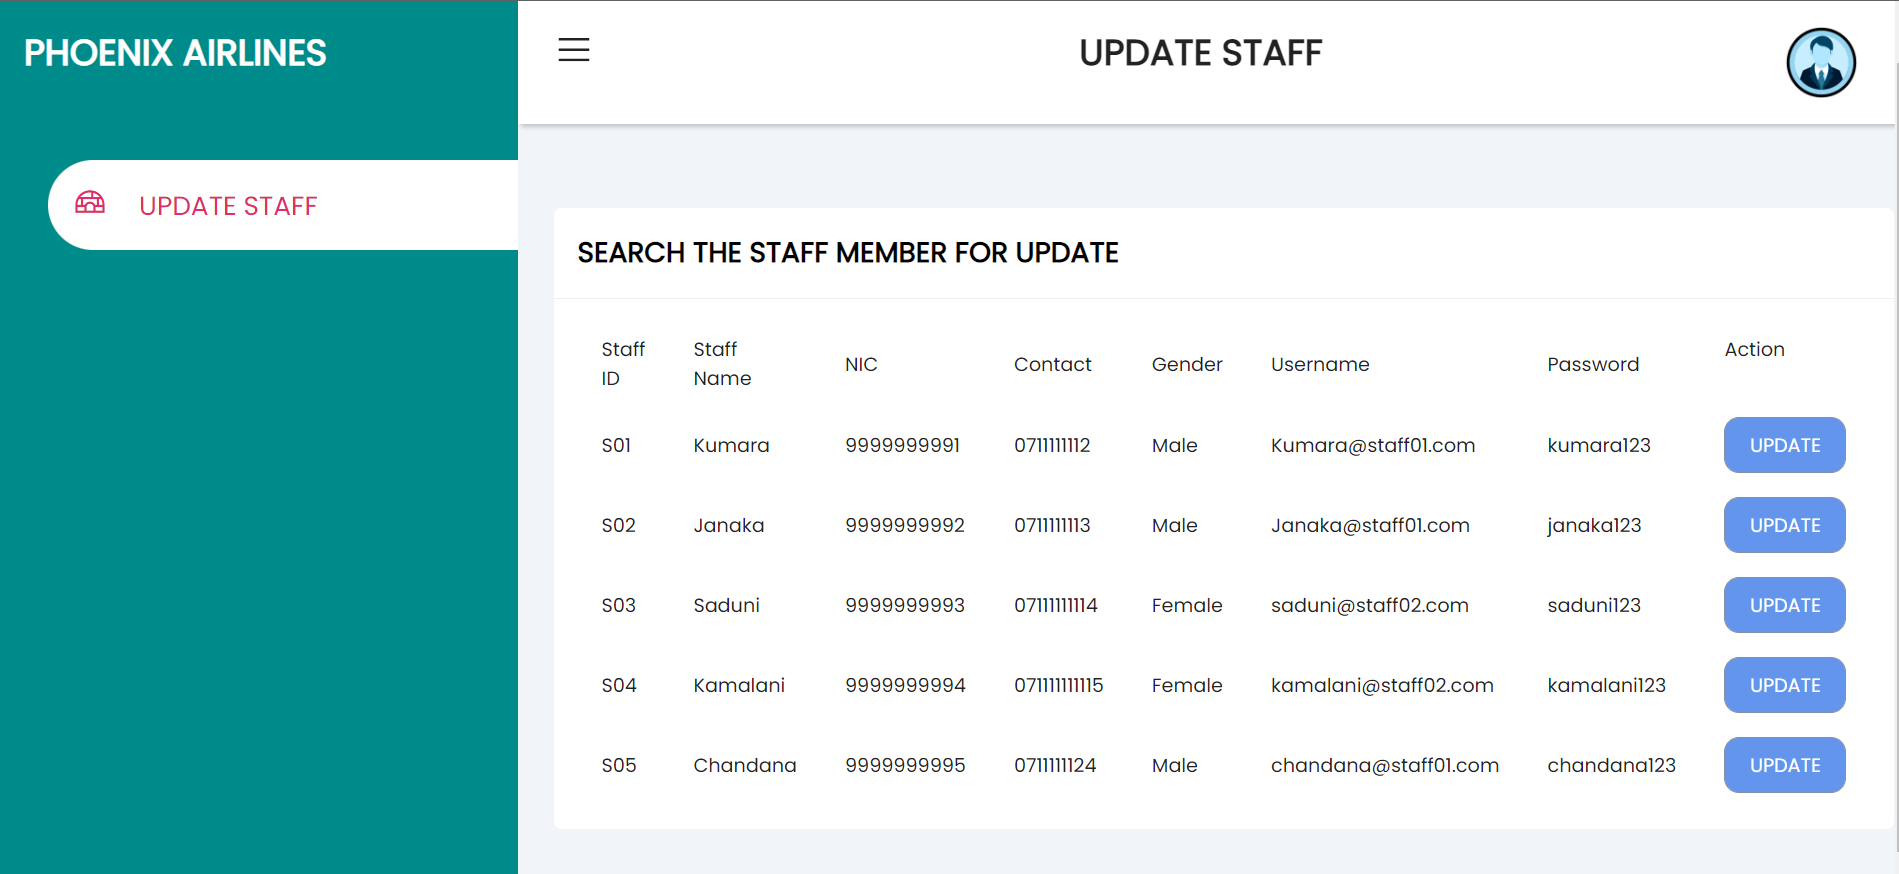 PHOENIX AIRLINES
UPDATE STAFF
UPDATE STAFF
SEARCH THE STAFF MEMBER FOR UPDATE
Staff ID Staff Name NIC Contact Gender Username Password Action
S01 Kumara 9999999991 0711111112 Male Kumara@staff01.com kumara123 UPDATE
S02 Janaka 9999999992 0711111113 Male Janaka@staff01.com janaka123 UPDATE
S03 Saduni 9999999993 07111111114 Female saduni@staff02.com saduni123 UPDATE
S04 Kamalani 9999999994 071111111115 Female kamalani@staff02.com kamalani123 UPDATE
S05 Chandana 9999999995 0711111124 Male chandana@staff01.com chandana123 UPDATE